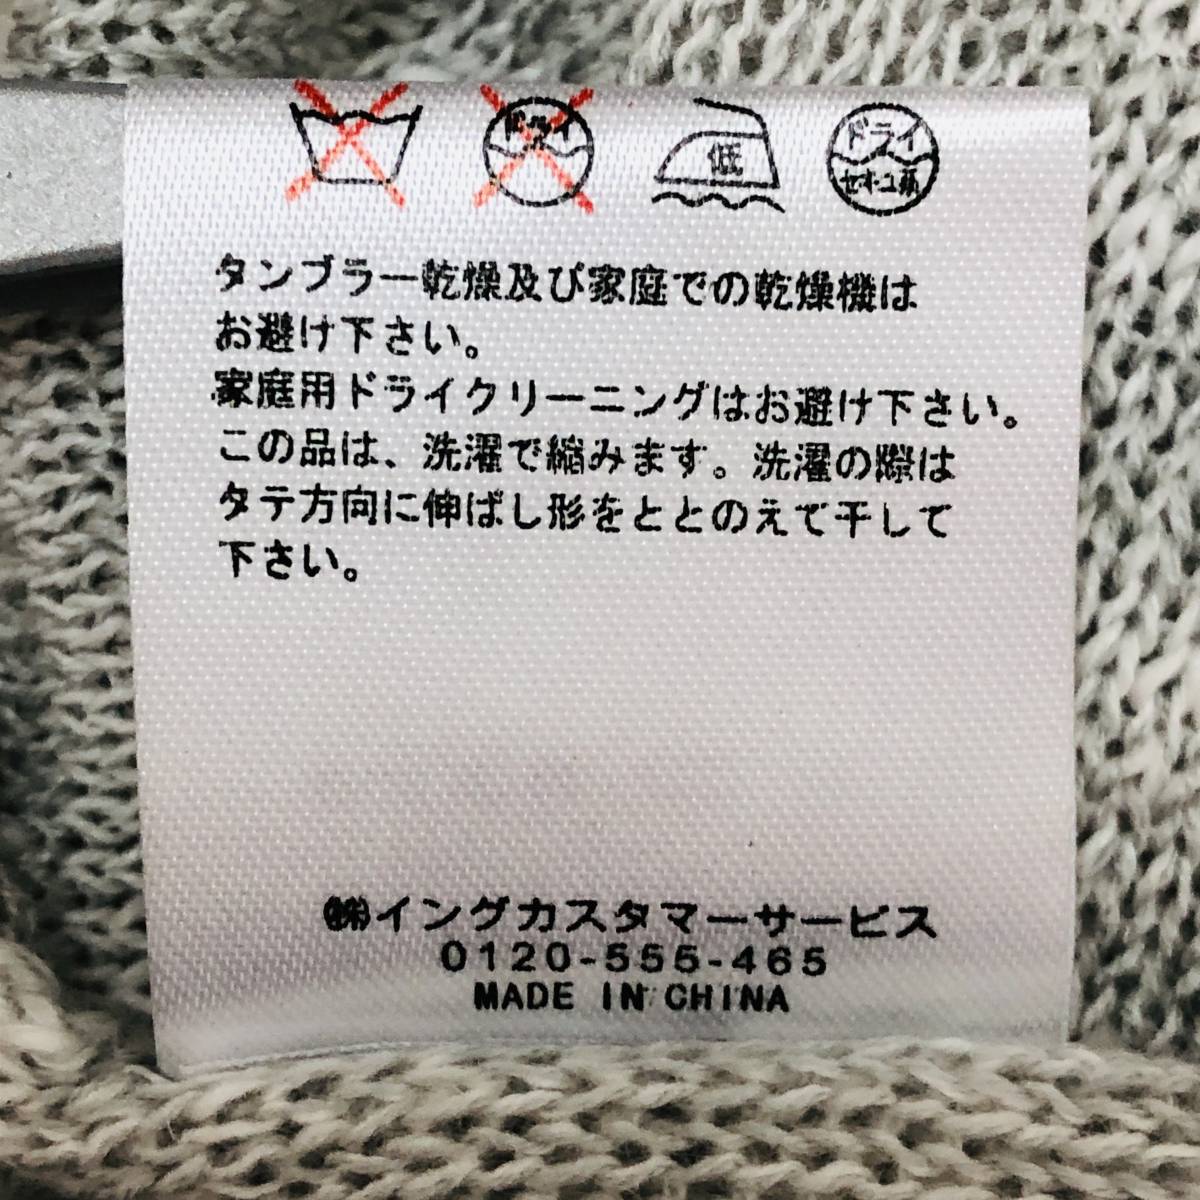 ドライ 低 ドライ
セキユ系
タンブラー乾燥及び家庭での乾燥機は
お避け下さい。
家庭用ドライクリーニングはお避け下さい。
この品は、洗濯で縮みます。洗濯の際は
タテ方向に伸ばし形をととのえて干して
下さい。
㈱イングカスタマーサービス
0120-555-465
MADE IN CHINA